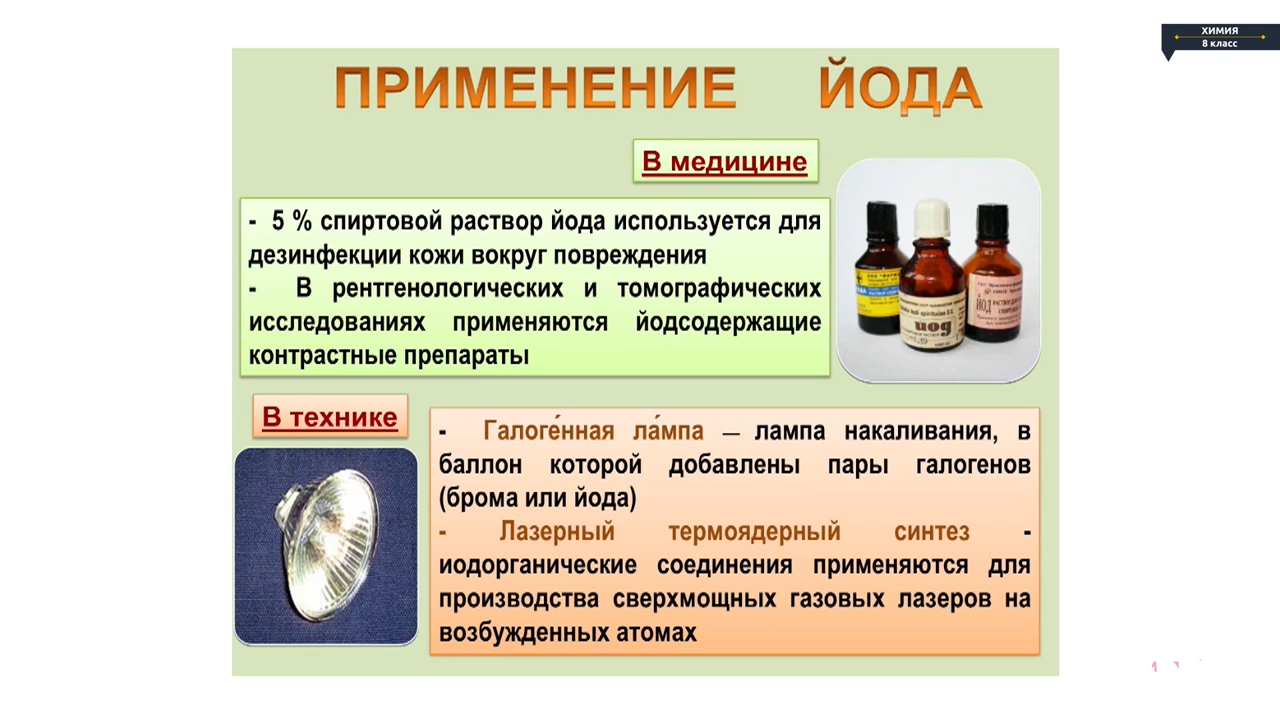 ХИМИЯ
8 класс
ПРИМЕНЕНИЕ ЙОДА
В медицине
- 5 % спиртовой раствор йода используется для
дезинфекции кожи вокруг повреждения
- В рентгенологических и томографических
исследованиях применяются йодсодержащие
контрастные препараты
йод
ЙОД
В технике
- Галоге́нная ла́мпа — лампа накаливания, в
баллон которой добавлены пары галогенов
(брома или йода)
- Лазерный термоядерный синтез -
иодорганические соединения применяются для
производства сверхмощных газовых лазеров на
возбужденных атомах